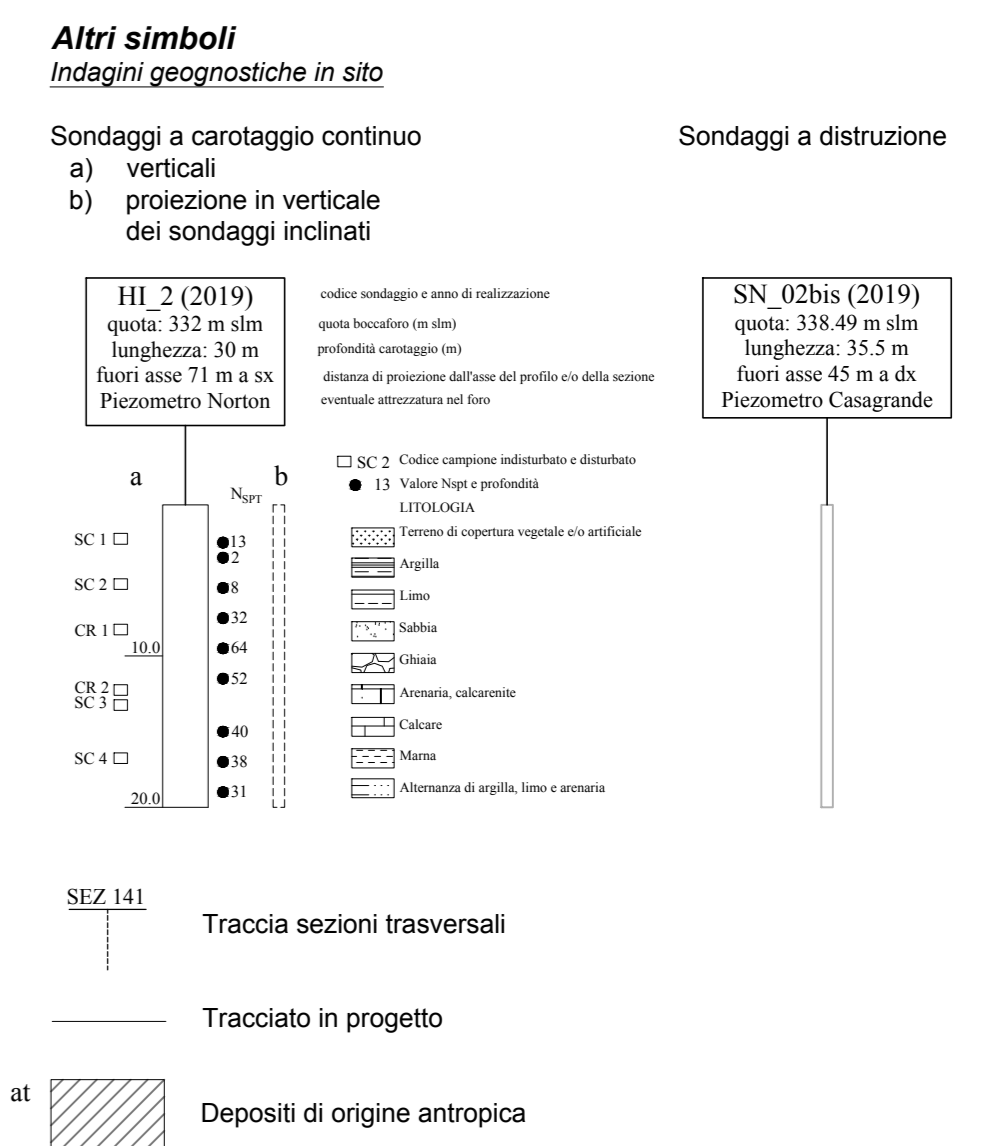 Altri simboli
Indagini geognostiche in sito
Sondaggi a carotaggio continuo
a) verticali
b) proiezione in verticale
dei sondaggi inclinati
Sondaggi a distruzione
HI_2 (2019)
quota: 332 m slm
lunghezza: 30 m
fuori asse 71 m a sx
Piezometro Norton
codice sondaggio e anno di realizzazione
quota boccaforo (m slm)
profondità carotaggio (m)
distanza di proiezione dall'asse del profilo e/o della sezione
eventuale attrezzatura nel foro
SN_02bis (2019)
quota: 338.49 m slm
lunghezza: 35.5 m
fuori asse 45 m a dx
Piezometro Casagrande
a
NSPT
b
SC 1
SC 2
CR 1
10.0
CR 2
SC 3
SC 4
20.0
13
2
8
32
64
52
40
38
31
SC 2 Codice campione indisturbato e disturbato
13 Valore Nspt e profondità
LITOLOGIA
Terreno di copertura vegetale e/o artificiale
Argilla
Limo
Sabbia
Ghiaia
Arenaria, calcarenite
Calcare
Marna
Alternanza di argilla, limo e arenaria
SEZ 141
Traccia sezioni trasversali
Tracciato in progetto
at
Depositi di origine antropica